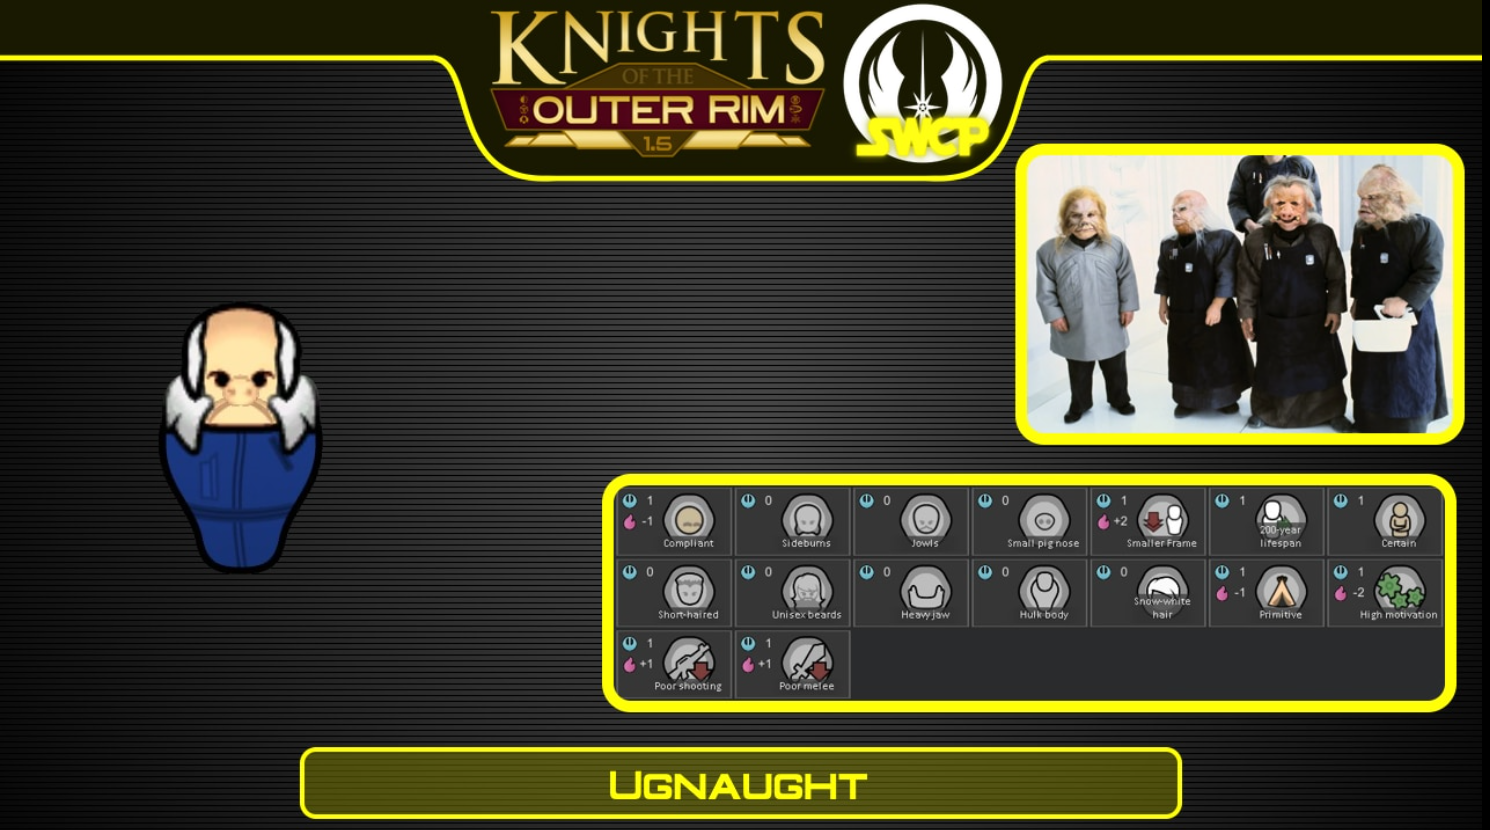 KNIGHTS
OF THE
OUTER RIM
1.5
SWCP
1
-1
Compliant
0
Sideburns
0
Jowls
0
Small pig nose
1
+2
Smaller Frame
1
200-year
lifespan
1
Certain
0
Short-haired
0
Unisex beards
0
Heavy jaw
0
Hulk body
0
Snow-white
hair
1
-1
Primitive
1
-2
High motivation
1
+1
Poor shooting
1
+1
Poor melee
UGNAUGHT